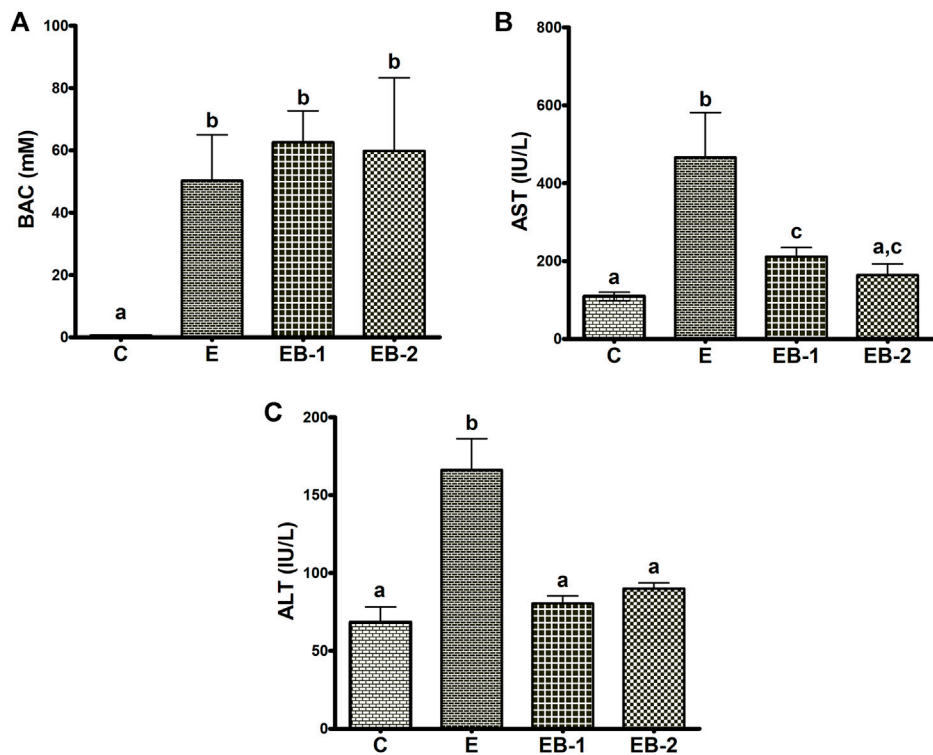 A
BAC (mM)
100
80
60
40
20
0
a
b
b
b
C
E
EB-1
EB-2
B
AST (IU/L)
800
600
400
200
0
a
b
c
a,c
C
E
EB-1
EB-2
C
ALT (IU/L)
200
150
100
50
0
a
b
a
a
C
E
EB-1
EB-2